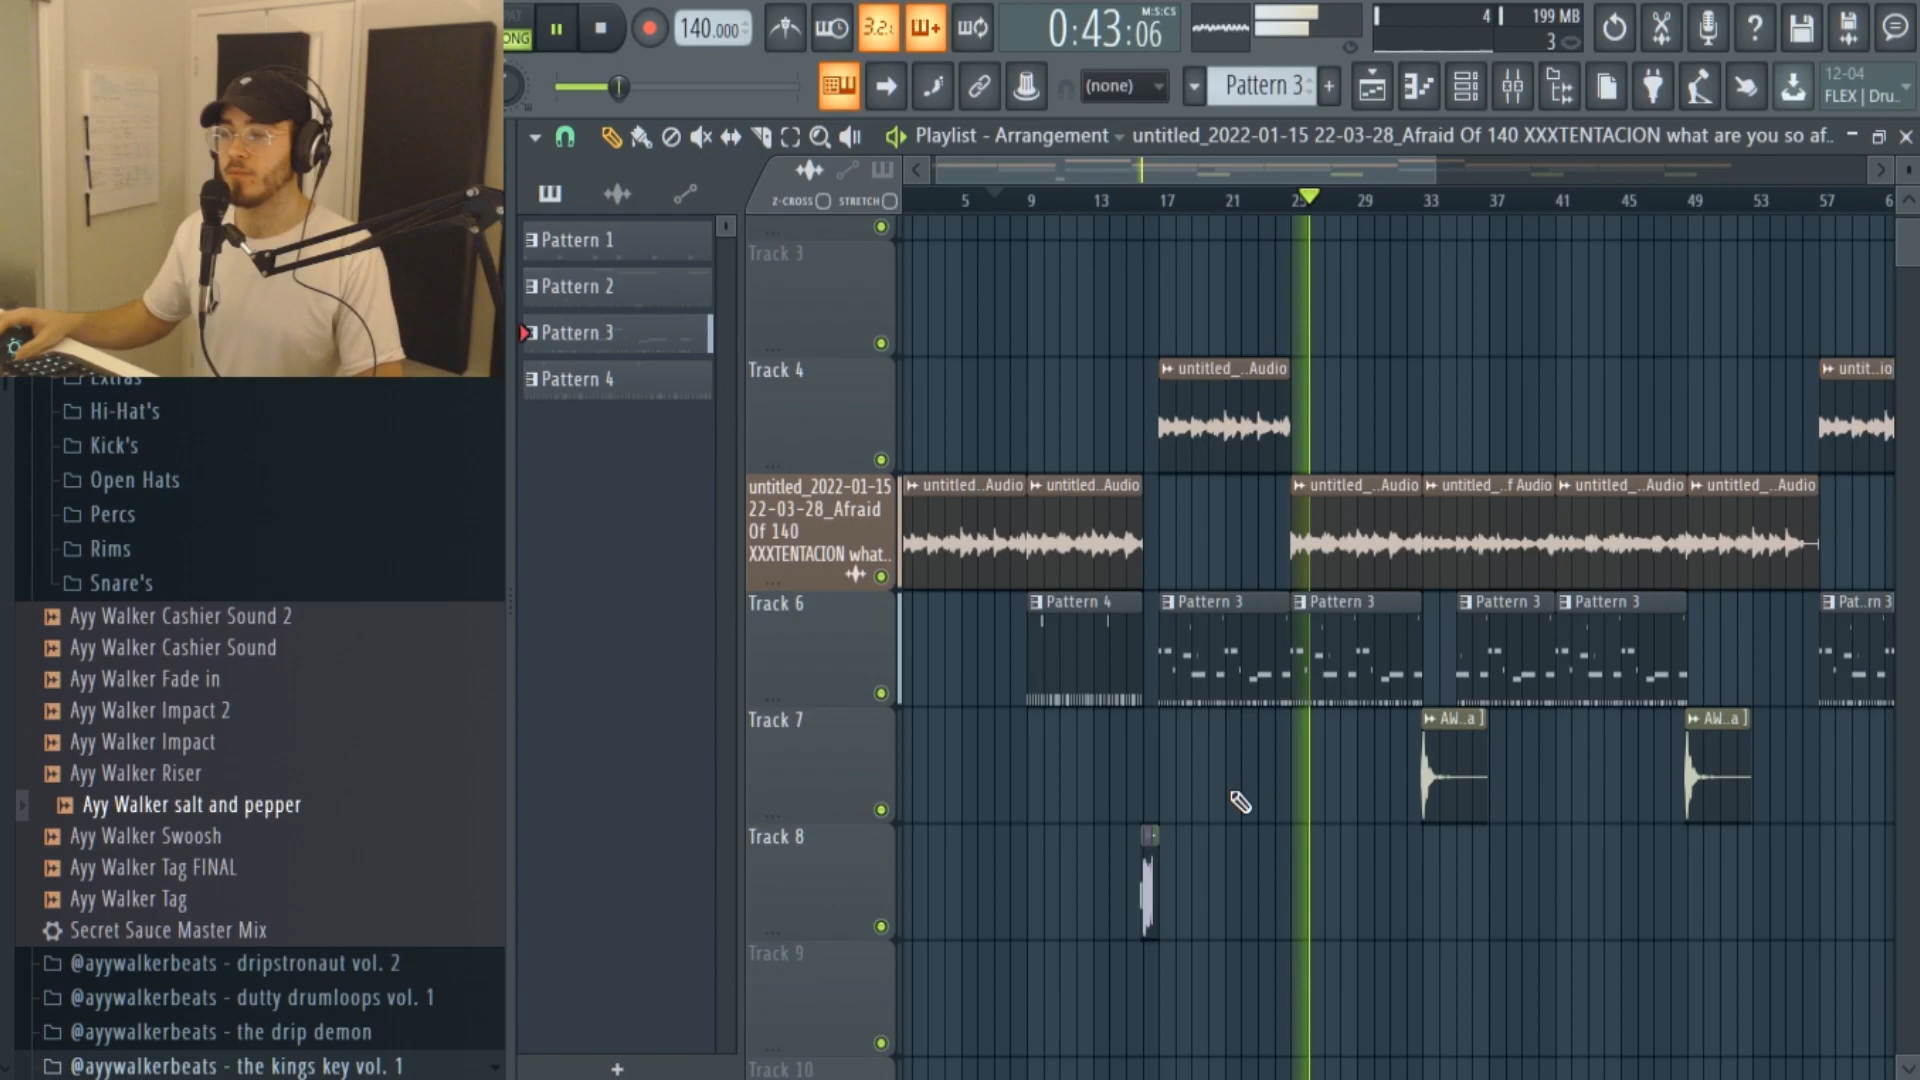 PAT
SONG
140.000
3.2.
0:43:06
M:S:CS
4
199 MB
3
(none)
Pattern 3
+
12-04
FLEX | Dru..
Playlist - Arrangement
untitled_2022-01-15 22-03-28_Afraid Of 140 XXXTENTACION what are you so af..
Z-CROSS
STRETCH
5
9
13
17
21
25
29
33
37
41
45
49
53
57
6
Pattern 1
Pattern 2
Pattern 3
Pattern 4
Track 3
Track 4
untitled_..Audio
untit..io
untitled_2022-01-15
22-03-28_Afraid
Of 140
XXXTENTACION what..
untitled..Audio
untitled..Audio
untitled_..Audio
untitled_..f Audio
untitled_..Audio
untitled_..Audio
Track 6
Pattern 4
Pattern 3
Pattern 3
Pattern 3
Pattern 3
Pat..rn 3
Track 7
AW..a ]
AW..a ]
Track 8
Track 9
Track 10
+
Extras
Hi-Hat's
Kick's
Open Hats
Percs
Rims
Snare's
Ayy Walker Cashier Sound 2
Ayy Walker Cashier Sound
Ayy Walker Fade in
Ayy Walker Impact 2
Ayy Walker Impact
Ayy Walker Riser
Ayy Walker salt and pepper
Ayy Walker Swoosh
Ayy Walker Tag FINAL
Ayy Walker Tag
Secret Sauce Master Mix
@ayywalkerbeats - dripstronaut vol. 2
@ayywalkerbeats - dutty drumloops vol. 1
@ayywalkerbeats - the drip demon
@ayywalkerbeats - the kings key vol. 1